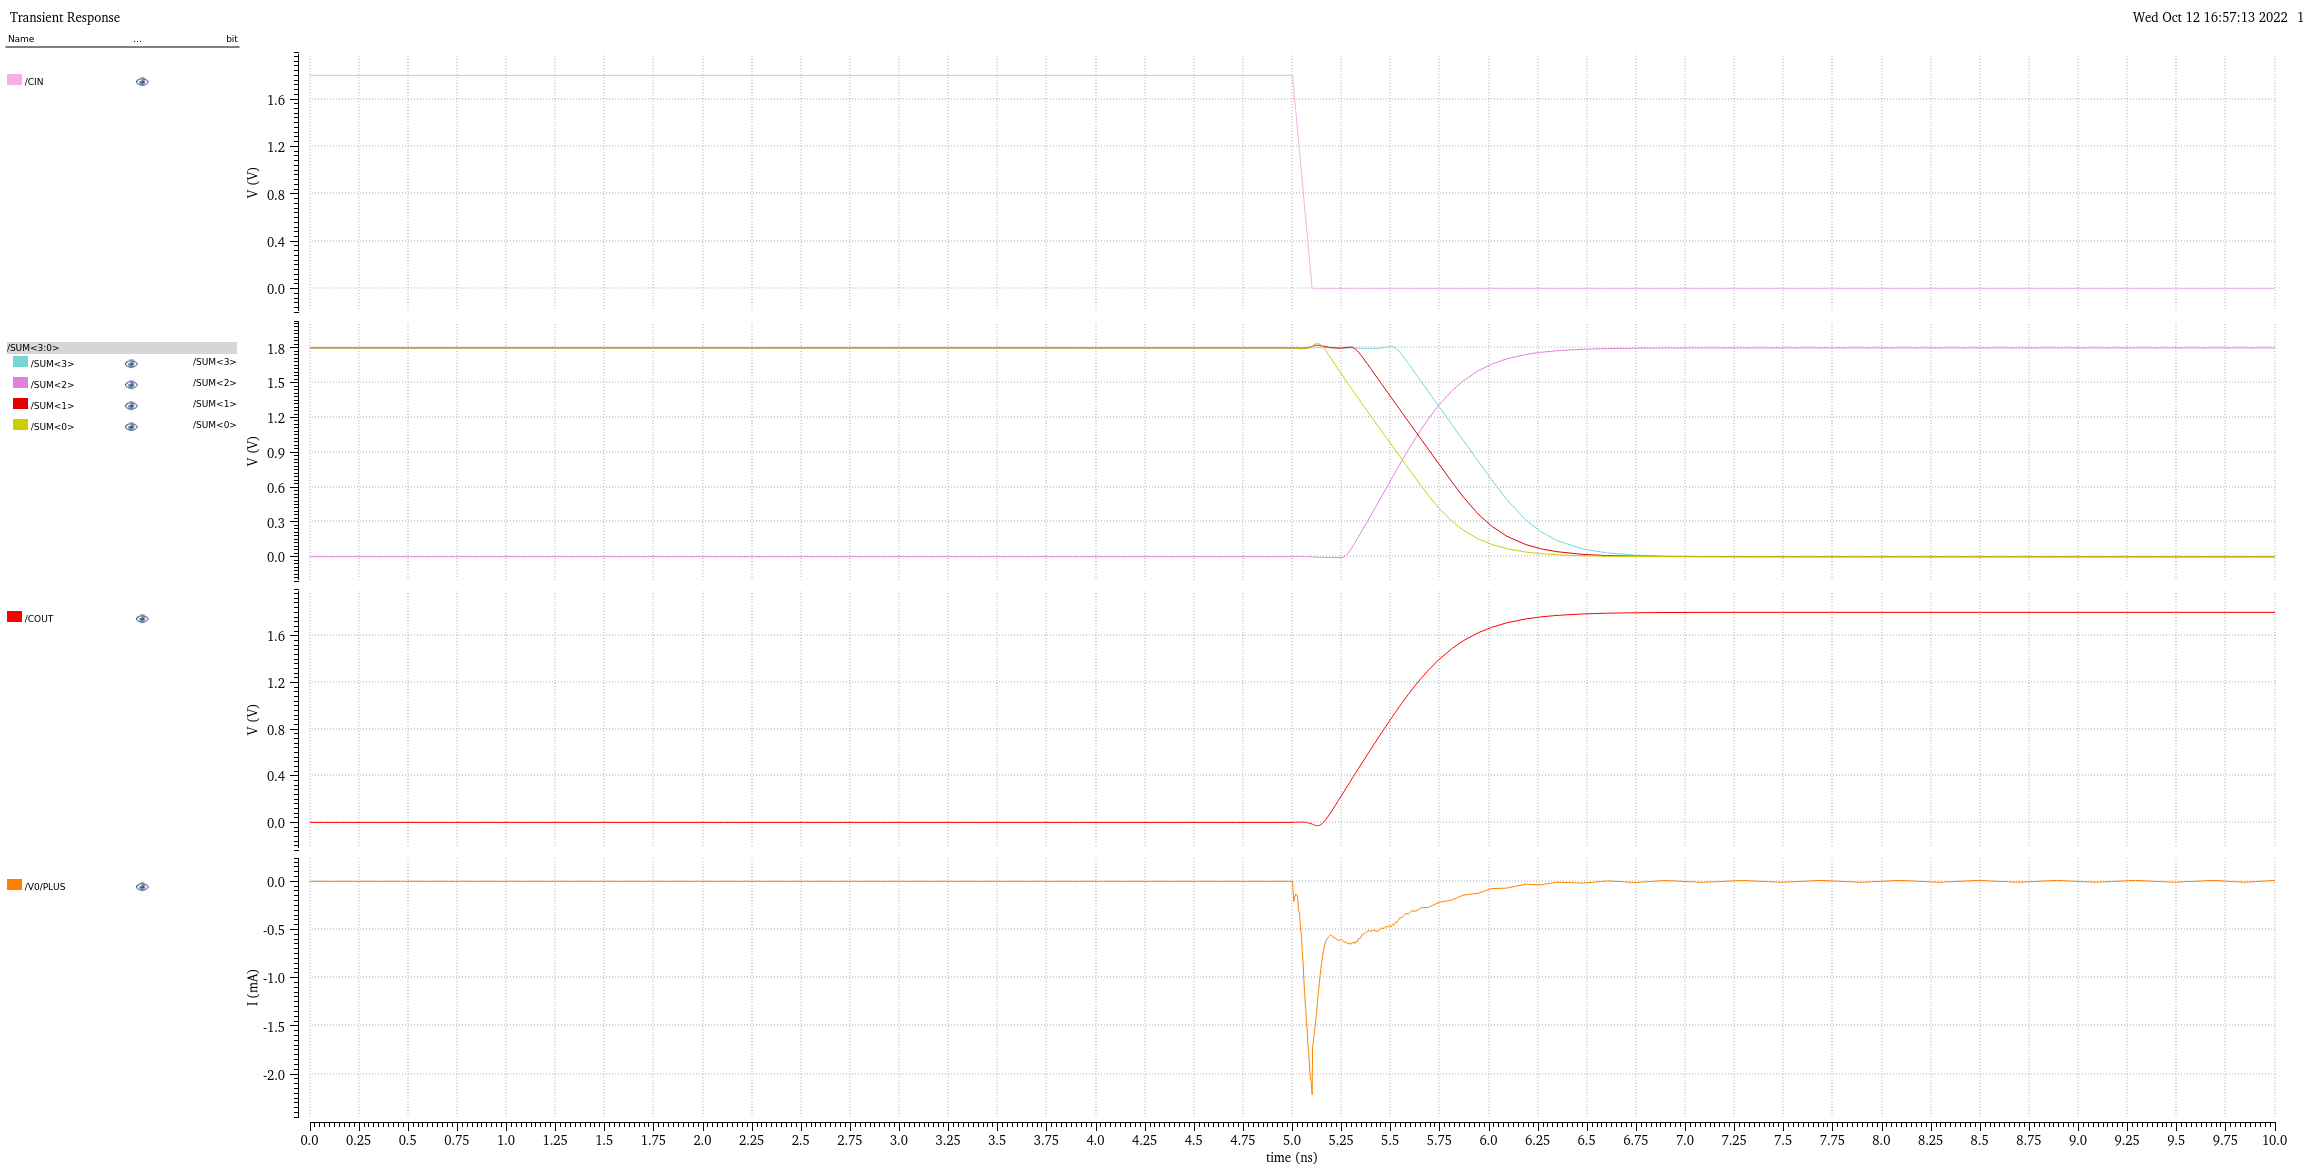 Transient Response
Wed Oct 12 16:57:13 2022 1
Name ... bit
/CIN
1.6
1.2
0.8
0.4
0.0
V (V)
/SUM<3:0>
/SUM<3> /SUM<3>
/SUM<2> /SUM<2>
/SUM<1> /SUM<1>
/SUM<0> /SUM<0>
1.8
1.5
1.2
0.9
0.6
0.3
0.0
V (V)
/COUT
1.6
1.2
0.8
0.4
0.0
V (V)
/V0/PLUS
0.0
-0.5
-1.0
-1.5
-2.0
I (mA)
0.0 0.25 0.5 0.75 1.0 1.25 1.5 1.75 2.0 2.25 2.5 2.75 3.0 3.25 3.5 3.75 4.0 4.25 4.5 4.75 5.0 5.25 5.5 5.75 6.0 6.25 6.5 6.75 7.0 7.25 7.5 7.75 8.0 8.25 8.5 8.75 9.0 9.25 9.5 9.75 10.0
time (ns)